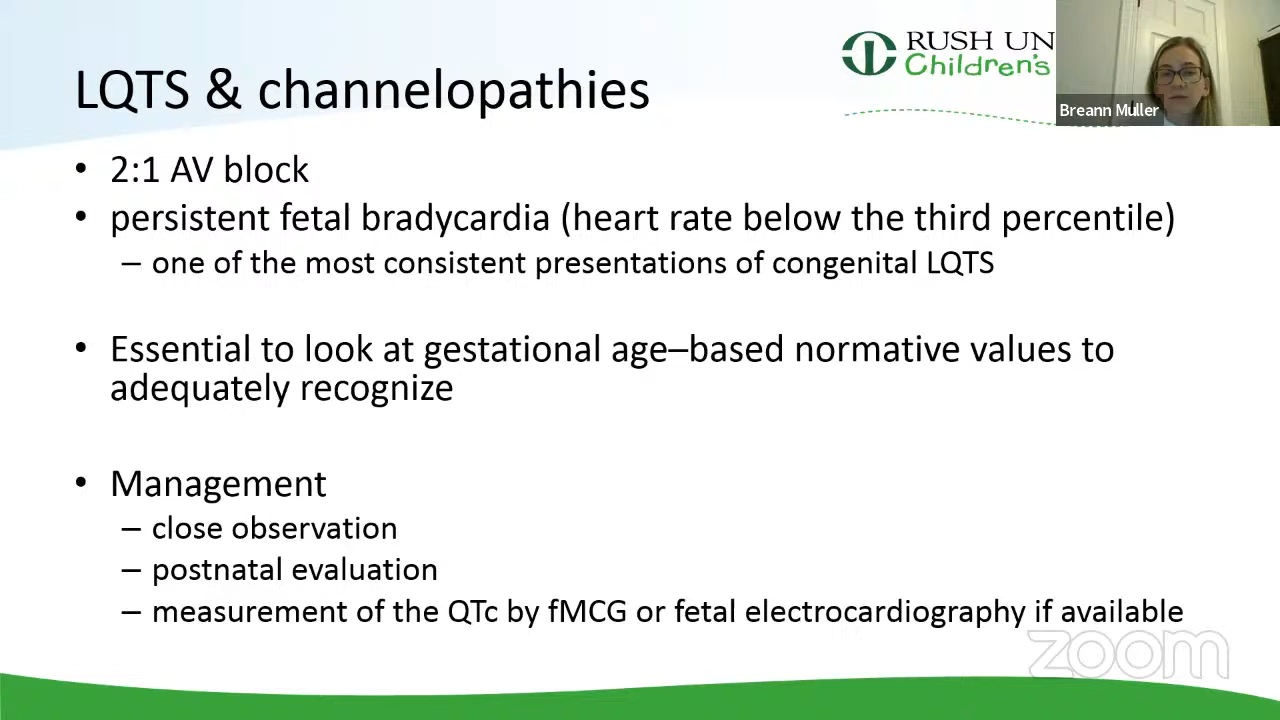 RUSH UN
Children's
LQTS & channelopathies
Breann Muller
• 2:1 AV block
• persistent fetal bradycardia (heart rate below the third percentile)
– one of the most consistent presentations of congenital LQTS
• Essential to look at gestational age–based normative values to
adequately recognize
• Management
– close observation
– postnatal evaluation
– measurement of the QTc by fMCG or fetal electrocardiography if available
zoom